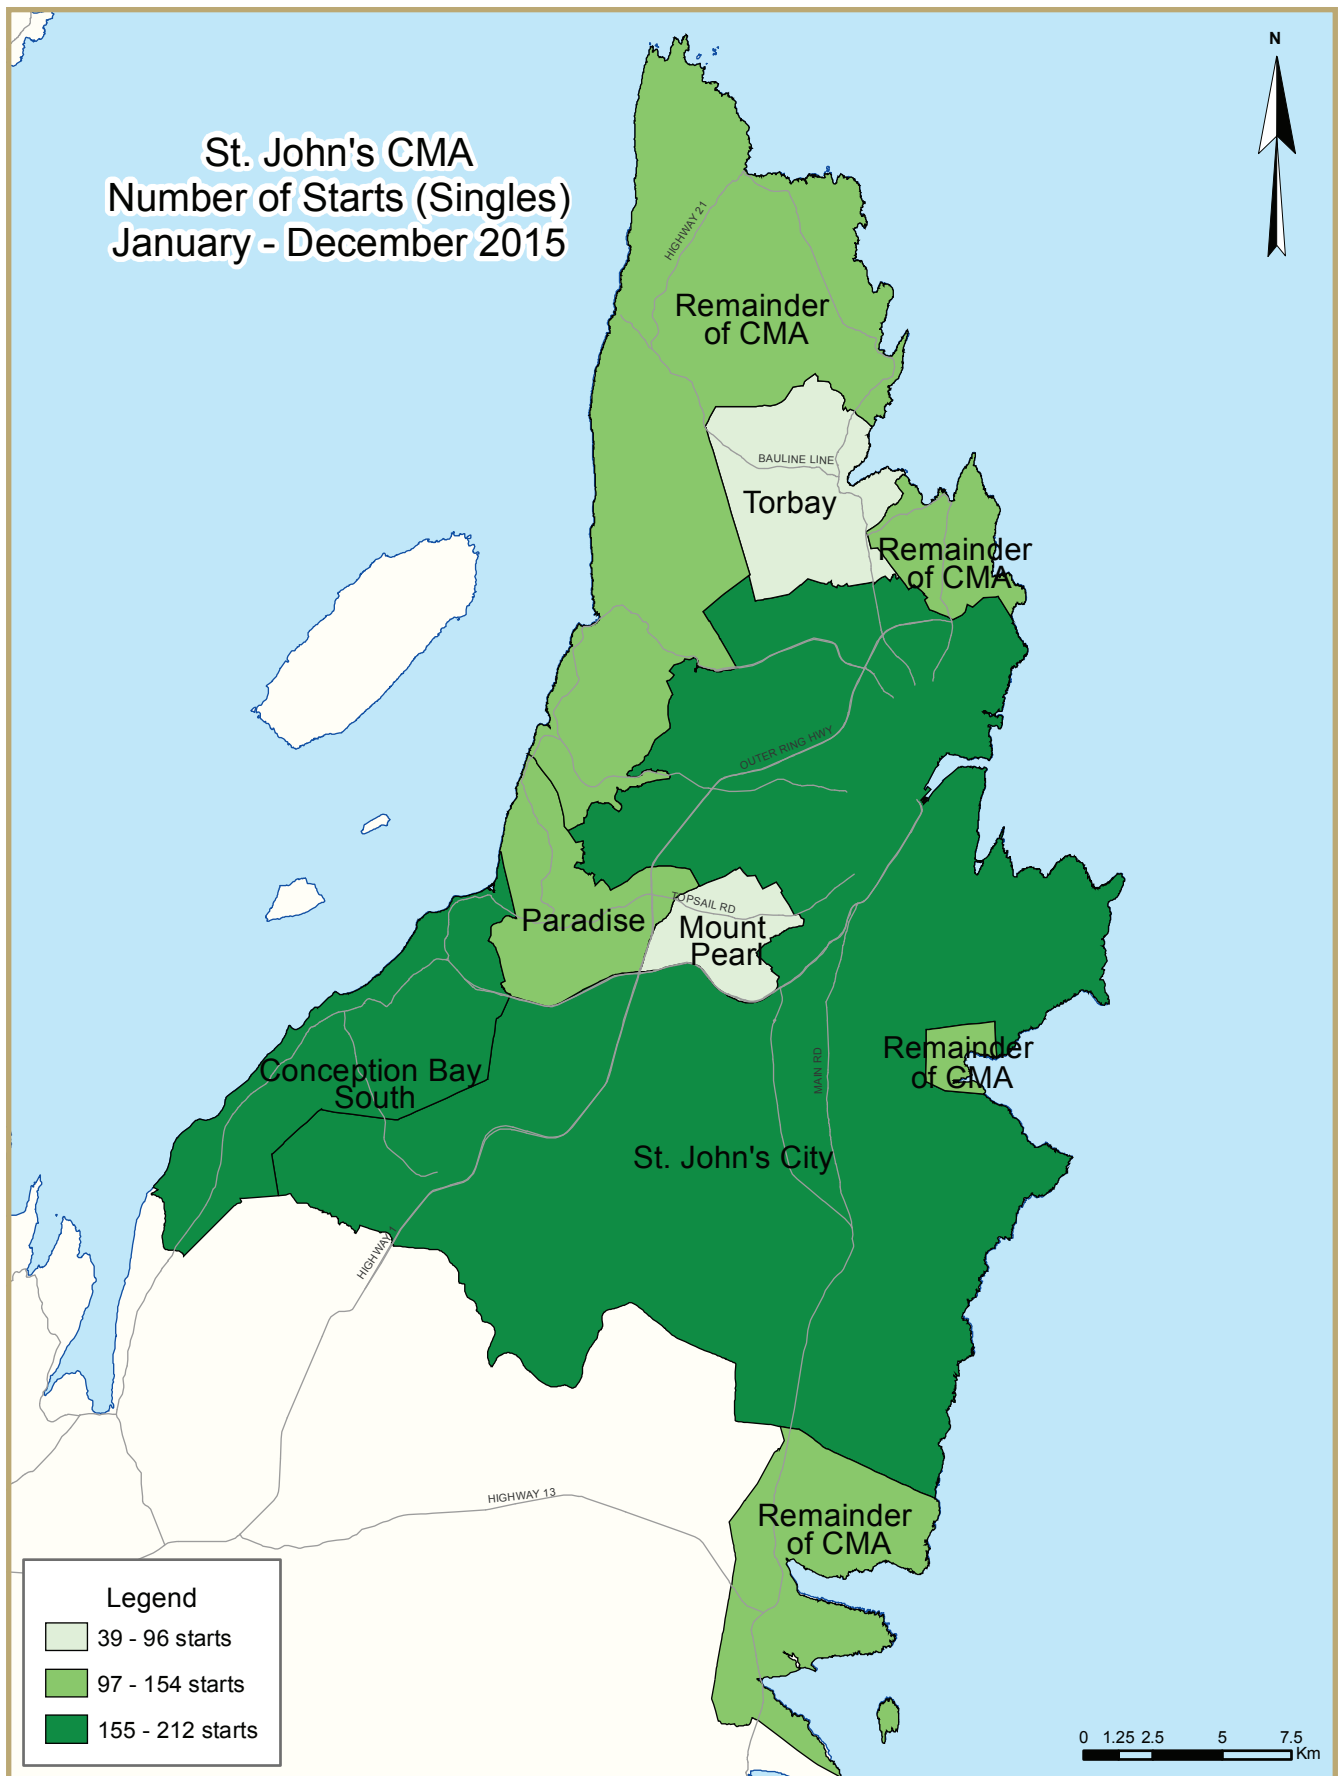 St. John's CMA
Number of Starts (Singles)
January - December 2015
N
HIGHWAY 21
Remainder
of CMA
BAULINE LINE
Torbay
Remainder
of CMA
OUTER RING HWY
TOPSAIL RD
Paradise
Mount
Pearl
Conception Bay
South
MAIN RD
Remainder
of CMA
St. John's City
HIGHWAY 1
HIGHWAY 13
Remainder
of CMA
Legend
39 - 96 starts
97 - 154 starts
155 - 212 starts
0 1.25 2.5 5 7.5
Km